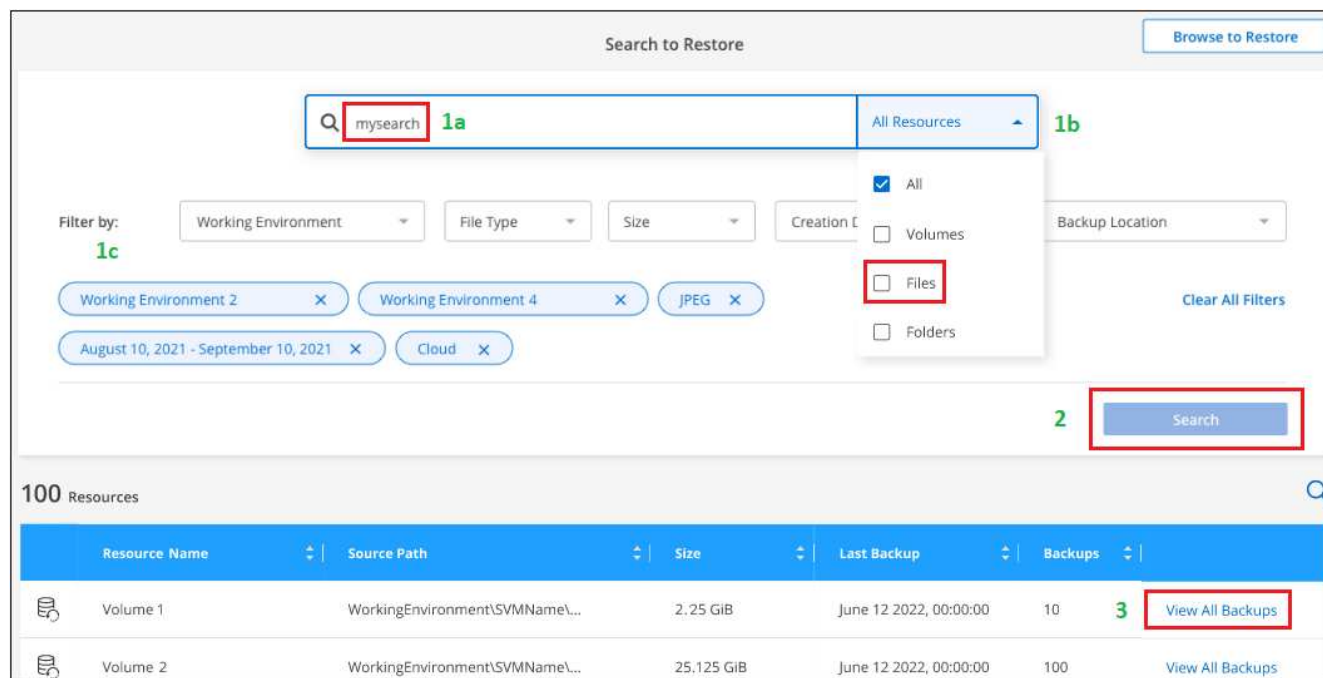 Search to Restore
Browse to Restore
mysearch
1a
All Resources
1b
All
Filter by:
Working Environment
File Type
Size
Creation D
Volumes
Backup Location
1c
Files
Working Environment 2 X
Working Environment 4 X
JPEG X
Clear All Filters
Folders
August 10, 2021 - September 10, 2021 X
Cloud X
2
Search
100 Resources
Resource Name
Source Path
Size
Last Backup
Backups
Volume 1
WorkingEnvironment\SVMName\...
2.25 GiB
June 12 2022, 00:00:00
10
3
View All Backups
Volume 2
WorkingEnvironment\SVMName\...
25.125 GiB
June 12 2022, 00:00:00
100
View All Backups